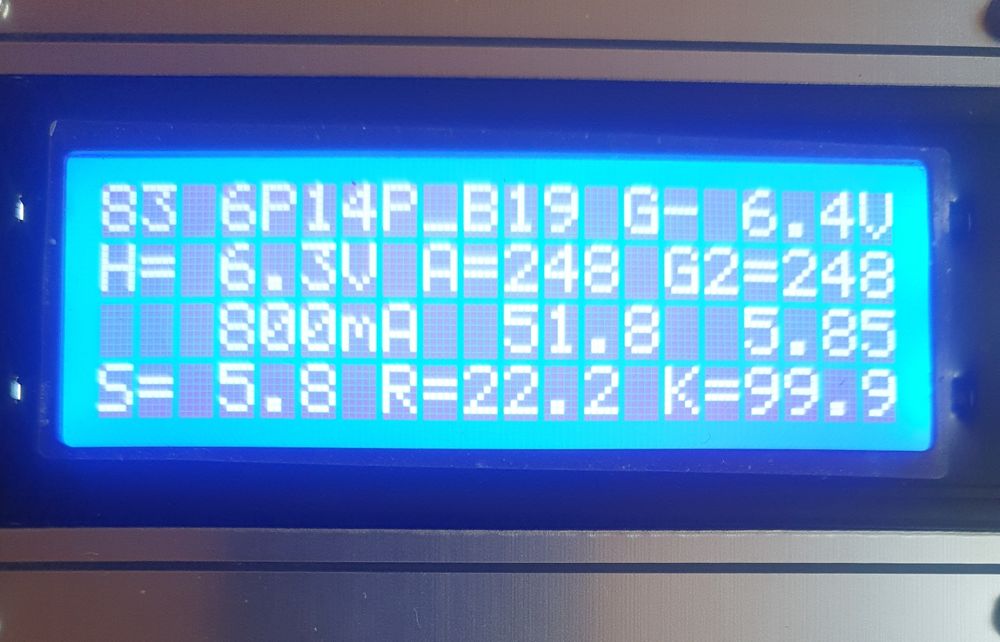 83 6P14P_B19 G- 6.4V
H= 6.3V A=248 G2=248
800mA 51.8 5.85
S= 5.8 R=22.2 K=99.9